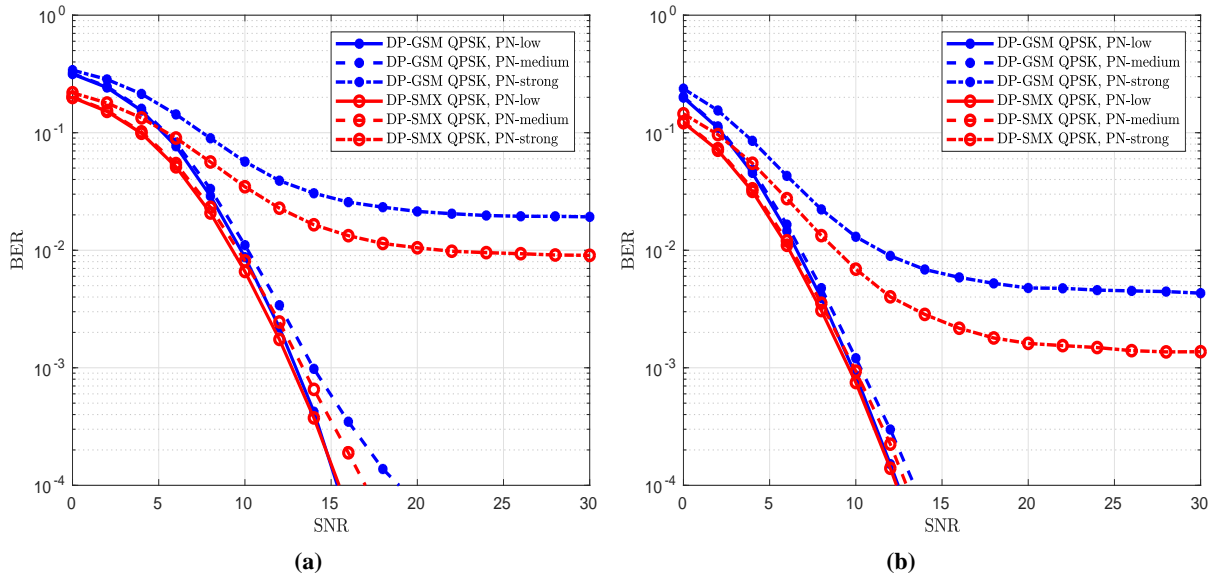 10^0
10^-1
10^-2
10^-3
10^-4
BER
0 5 10 15 20 25 30
SNR
DP-GSM QPSK, PN-low
DP-GSM QPSK, PN-medium
DP-GSM QPSK, PN-strong
DP-SMX QPSK, PN-low
DP-SMX QPSK, PN-medium
DP-SMX QPSK, PN-strong
(a)
10^0
10^-1
10^-2
10^-3
10^-4
BER
0 5 10 15 20 25 30
SNR
DP-GSM QPSK, PN-low
DP-GSM QPSK, PN-medium
DP-GSM QPSK, PN-strong
DP-SMX QPSK, PN-low
DP-SMX QPSK, PN-medium
DP-SMX QPSK, PN-strong
(b)